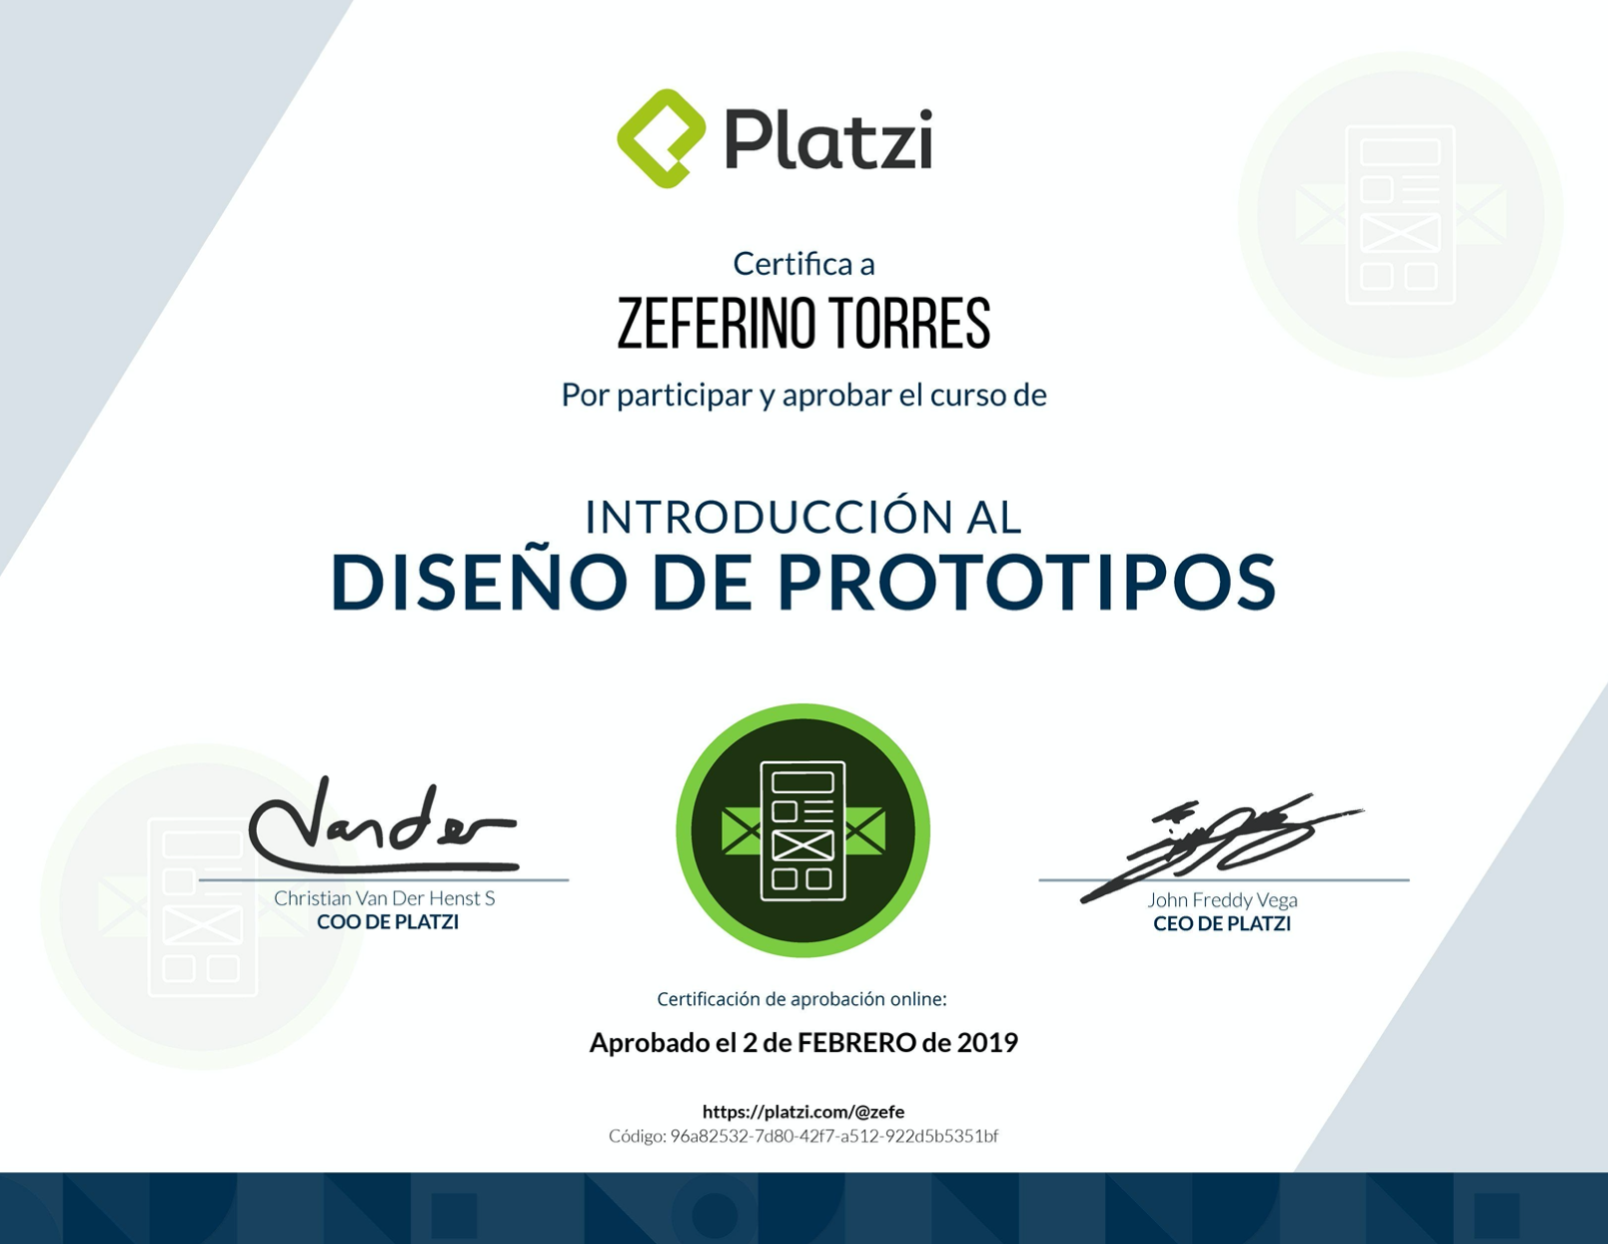 Platzi
Certifica a
ZEFERINO TORRES
Por participar y aprobar el curso de
INTRODUCCIÓN AL
DISEÑO DE PROTOTIPOS
Vander
Christian Van Der Henst S
COO DE PLATZI
John Freddy Vega
CEO DE PLATZI
Certificación de aprobación online:
Aprobado el 2 de FEBRERO de 2019
https://platzi.com/@zefe
Código: 96a82532-7d80-42f7-a512-922d5b5351bf